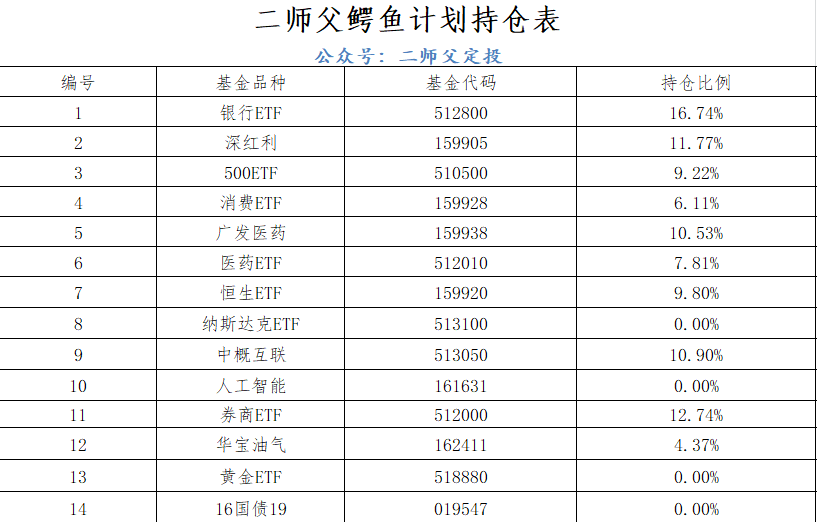 二师父鳄鱼计划持仓表
公众号：二师父定投
编号 基金品种 基金代码 持仓比例
1 银行ETF 512800 16.74%
2 深红利 159905 11.77%
3 500ETF 510500 9.22%
4 消费ETF 159928 6.11%
5 广发医药 159938 10.53%
6 医药ETF 512010 7.81%
7 恒生ETF 159920 9.80%
8 纳斯达克ETF 513100 0.00%
9 中概互联 513050 10.90%
10 人工智能 161631 0.00%
11 券商ETF 512000 12.74%
12 华宝油气 162411 4.37%
13 黄金ETF 518880 0.00%
14 16国债19 019547 0.00%